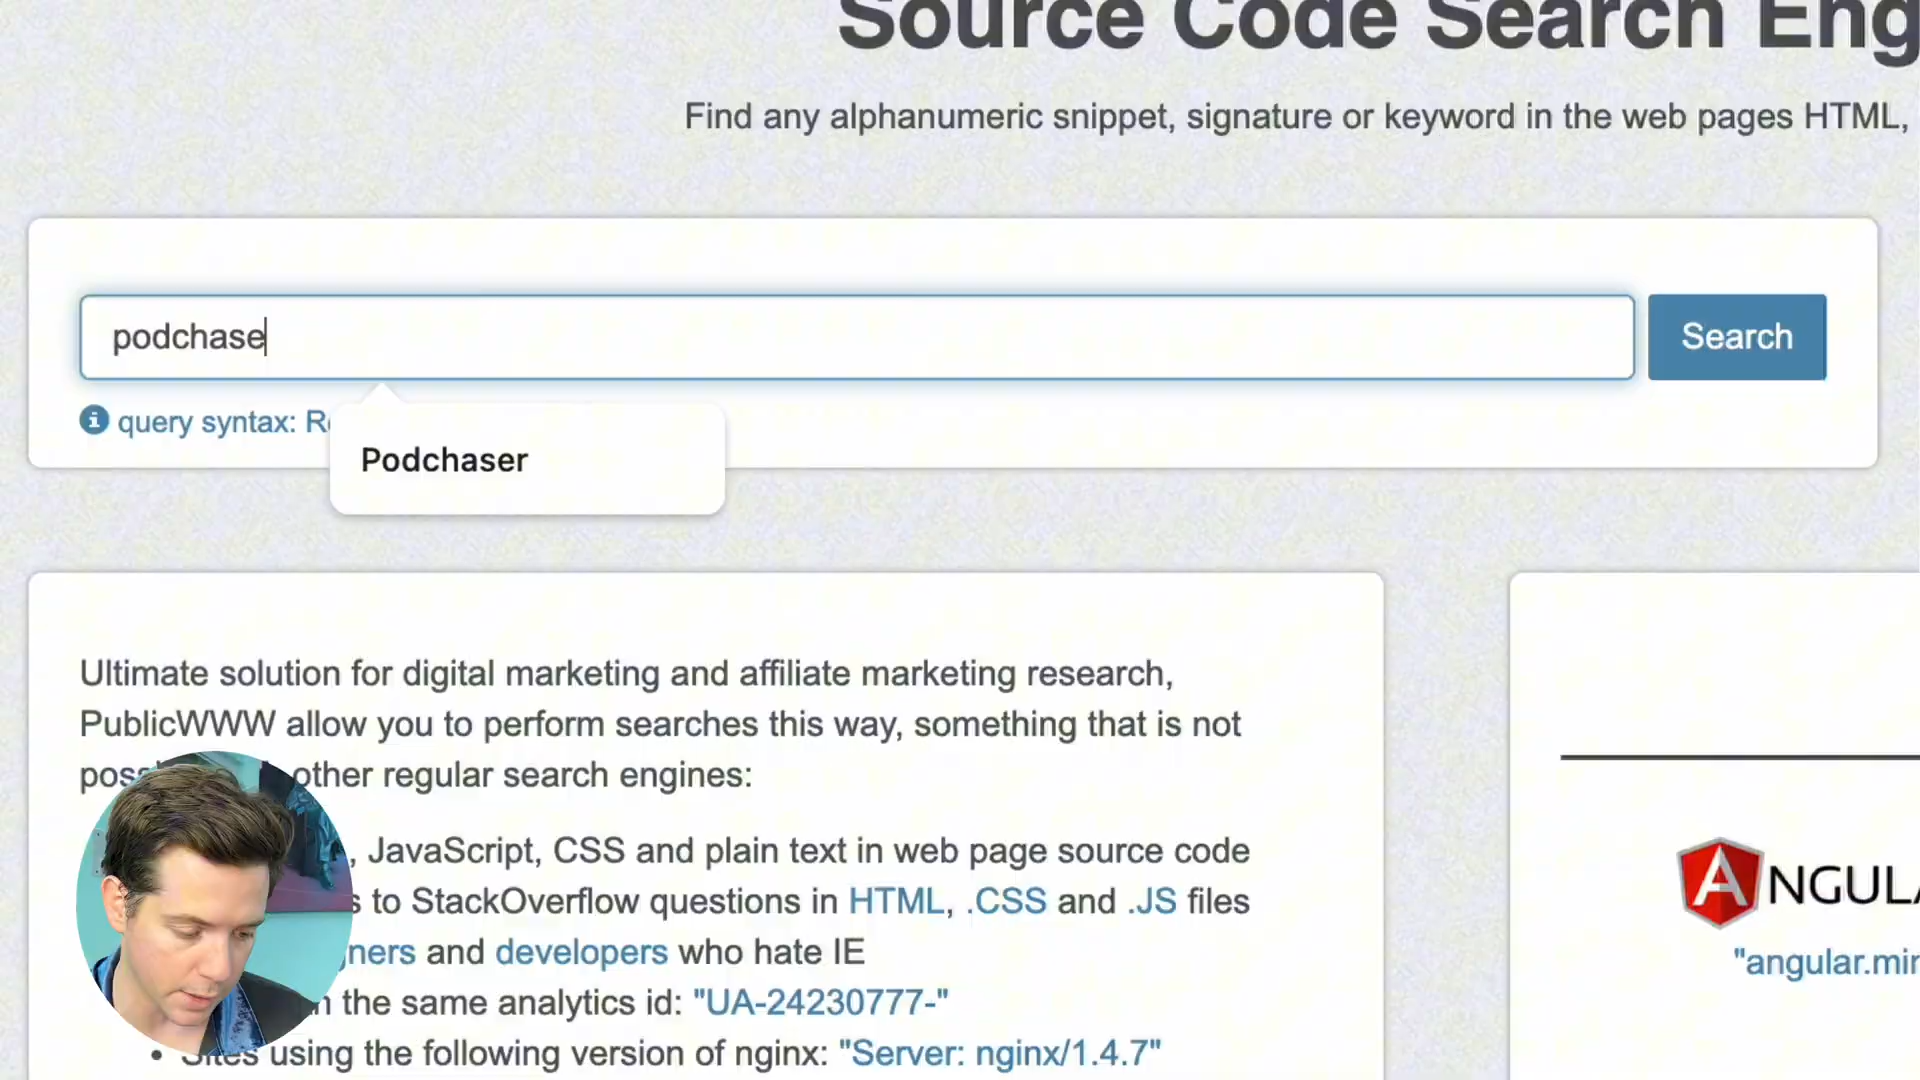 Source Code Search Eng
Find any alphanumeric snippet, signature or keyword in the web pages HTML,
podchase
Search
query syntax:
Podchaser
Ultimate solution for digital marketing and affiliate marketing research,
PublicWWW allow you to perform searches this way, something that is not
other regular search engines:
, JavaScript, CSS and plain text in web page source code
s to StackOverflow questions in HTML, .CSS and .JS files
and developers who hate IE
the same analytics id: "UA-24230777-"
• Sites using the following version of nginx: "Server: nginx/1.4.7"
NGULA
"angular.min